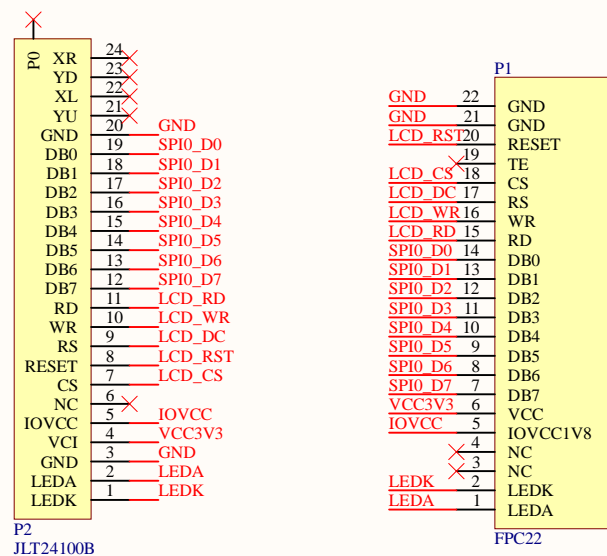 P0
XR 24
YD 23
XL 22
YU 21
GND 20 GND
DB0 19 SPI0_D0
DB1 18 SPI0_D1
DB2 17 SPI0_D2
DB3 16 SPI0_D3
DB4 15 SPI0_D4
DB5 14 SPI0_D5
DB6 13 SPI0_D6
DB7 12 SPI0_D7
RD 11 LCD_RD
WR 10 LCD_WR
RS 9 LCD_DC
RESET 8 LCD_RST
CS 7 LCD_CS
NC 6
IOVCC 5 IOVCC
VCI 4 VCC3V3
GND 3 GND
LEDA 2 LEDA
LEDK 1 LEDK
P2
JLT24100B
P1
GND 22 GND
GND 21 GND
LCD_RST 20 RESET
19 TE
LCD_CS 18 CS
LCD_DC 17 RS
LCD_WR 16 WR
LCD_RD 15 RD
SPI0_D0 14 DB0
SPI0_D1 13 DB1
SPI0_D2 12 DB2
SPI0_D3 11 DB3
SPI0_D4 10 DB4
SPI0_D5 9 DB5
SPI0_D6 8 DB6
SPI0_D7 7 DB7
VCC3V3 6 VCC
IOVCC 5 IOVCC1V8
4 NC
3 NC
LEDK 2 LEDK
LEDA 1 LEDA
FPC22